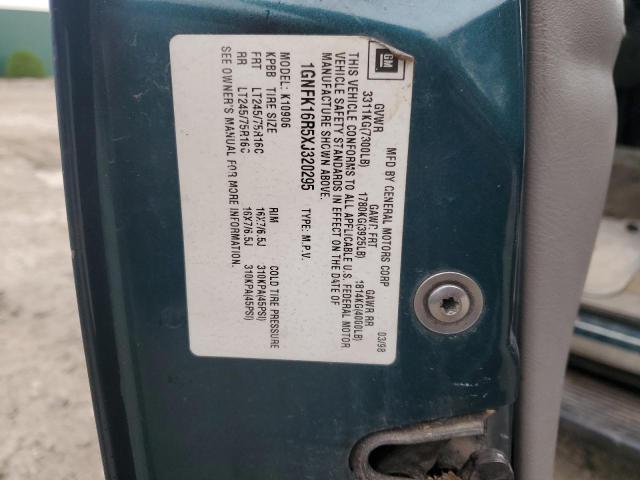 GM
MFD BY GENERAL MOTORS CORP 03/98
GVWR GAWR FRT GAWR RR
3311KG(7300LB) 1780KG(3925LB) 1814KG(4000LB)
THIS VEHICLE CONFORMS TO ALL APPLICABLE U.S. FEDERAL MOTOR
VEHICLE SAFETY STANDARDS IN EFFECT ON THE DATE OF
MANUFACTURE SHOWN ABOVE.
1GNFK16R5XJ320295 TYPE: M.P.V.
MODEL: K10906
KPBB TIRE SIZE RIM COLD TIRE PRESSURE
FRT LT245/75R16C 16X7/6.5J 310KPA(45PSI)
RR LT245/75R16C 16X7/6.5J 310KPA(45PSI)
SEE OWNER'S MANUAL FOR MORE INFORMATION.